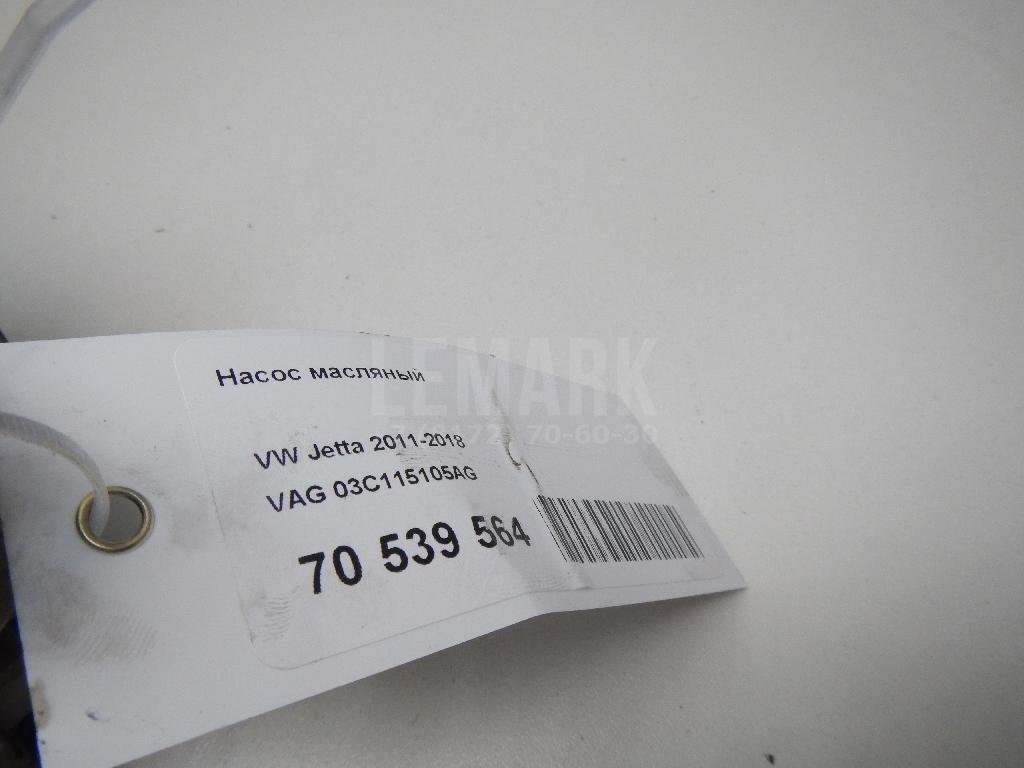 LEMARK
Насос масляный
VW Jetta 2011-2018
VAG 03C115105AG
70 539 564